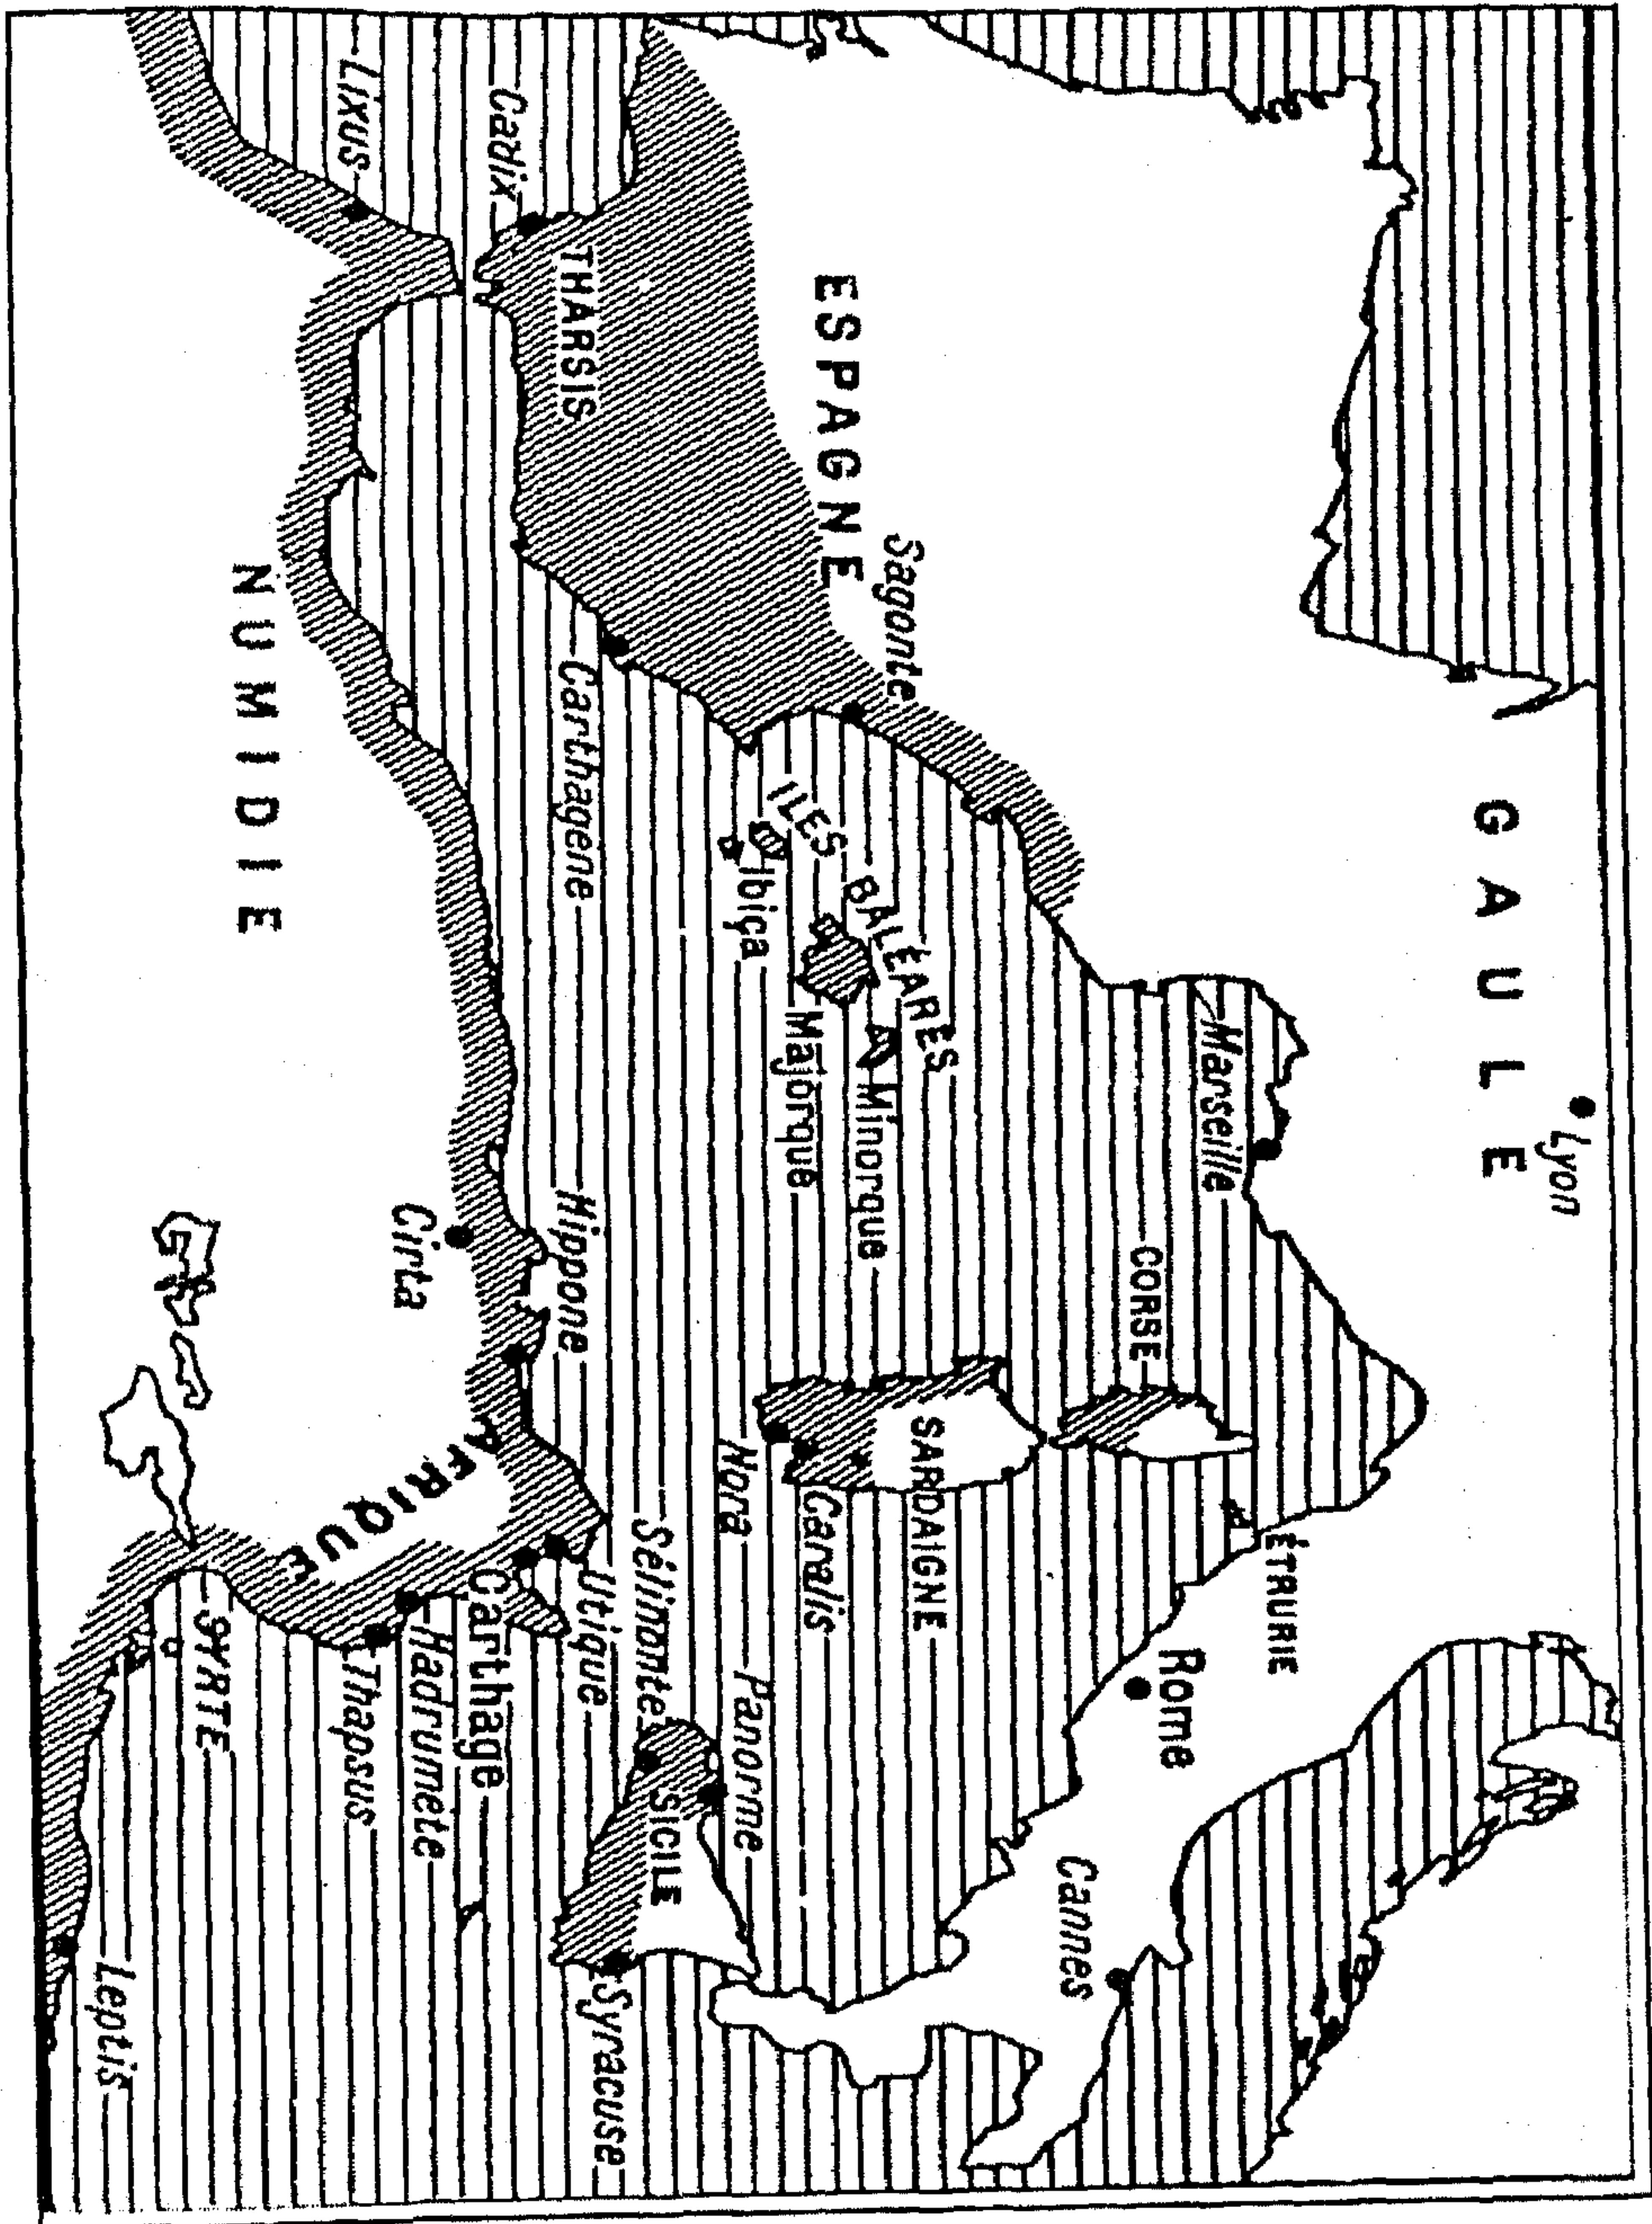 GAULE
Lyon
ESPAGNE
Sagonte
THARSIS
Cadix
Lixus
Carthagene
ILES BALÉARES
Ibiça
Majorque
Minorque
Marseille
CORSE
SARDAIGNE
Nora
Caralis
ÉTRURIE
Rome
Cannes
Panorme
Sélinonte
SICILE
Syracuse
NUMIDIE
Cirta
Hippone
AFRIQUE
Utique
Carthage
Hadrumete
Thapsus
SYRTE
Leptis